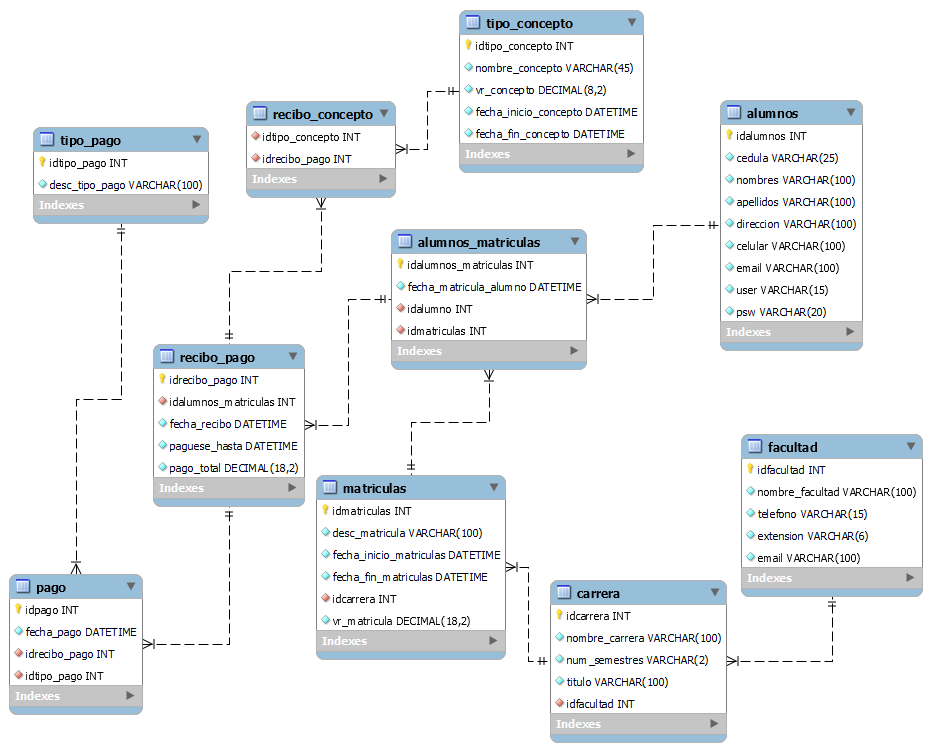 tipo_concepto
idtipo_concepto INT
nombre_concepto VARCHAR(45)
vr_concepto DECIMAL(8,2)
fecha_inicio_concepto DATETIME
fecha_fin_concepto DATETIME
Indexes
recibo_concepto
idtipo_concepto INT
idrecibo_pago INT
Indexes
alumnos
idalumnos INT
cedula VARCHAR(25)
nombres VARCHAR(100)
apellidos VARCHAR(100)
direccion VARCHAR(100)
celular VARCHAR(100)
email VARCHAR(100)
user VARCHAR(15)
psw VARCHAR(20)
Indexes
tipo_pago
idtipo_pago INT
desc_tipo_pago VARCHAR(100)
Indexes
alumnos_matriculas
idalumnos_matriculas INT
fecha_matricula_alumno DATETIME
idalumno INT
idmatriculas INT
Indexes
recibo_pago
idrecibo_pago INT
idalumnos_matriculas INT
fecha_recibo DATETIME
paguese_hasta DATETIME
pago_total DECIMAL(18,2)
Indexes
facultad
idfacultad INT
nombre_facultad VARCHAR(100)
telefono VARCHAR(15)
extension VARCHAR(6)
email VARCHAR(100)
Indexes
matriculas
idmatriculas INT
desc_matricula VARCHAR(100)
fecha_inicio_matriculas DATETIME
fecha_fin_matriculas DATETIME
idcarrera INT
vr_matricula DECIMAL(18,2)
Indexes
pago
idpago INT
fecha_pago DATETIME
idrecibo_pago INT
idtipo_pago INT
Indexes
carrera
idcarrera INT
nombre_carrera VARCHAR(100)
num_semestres VARCHAR(2)
titulo VARCHAR(100)
idfacultad INT
Indexes